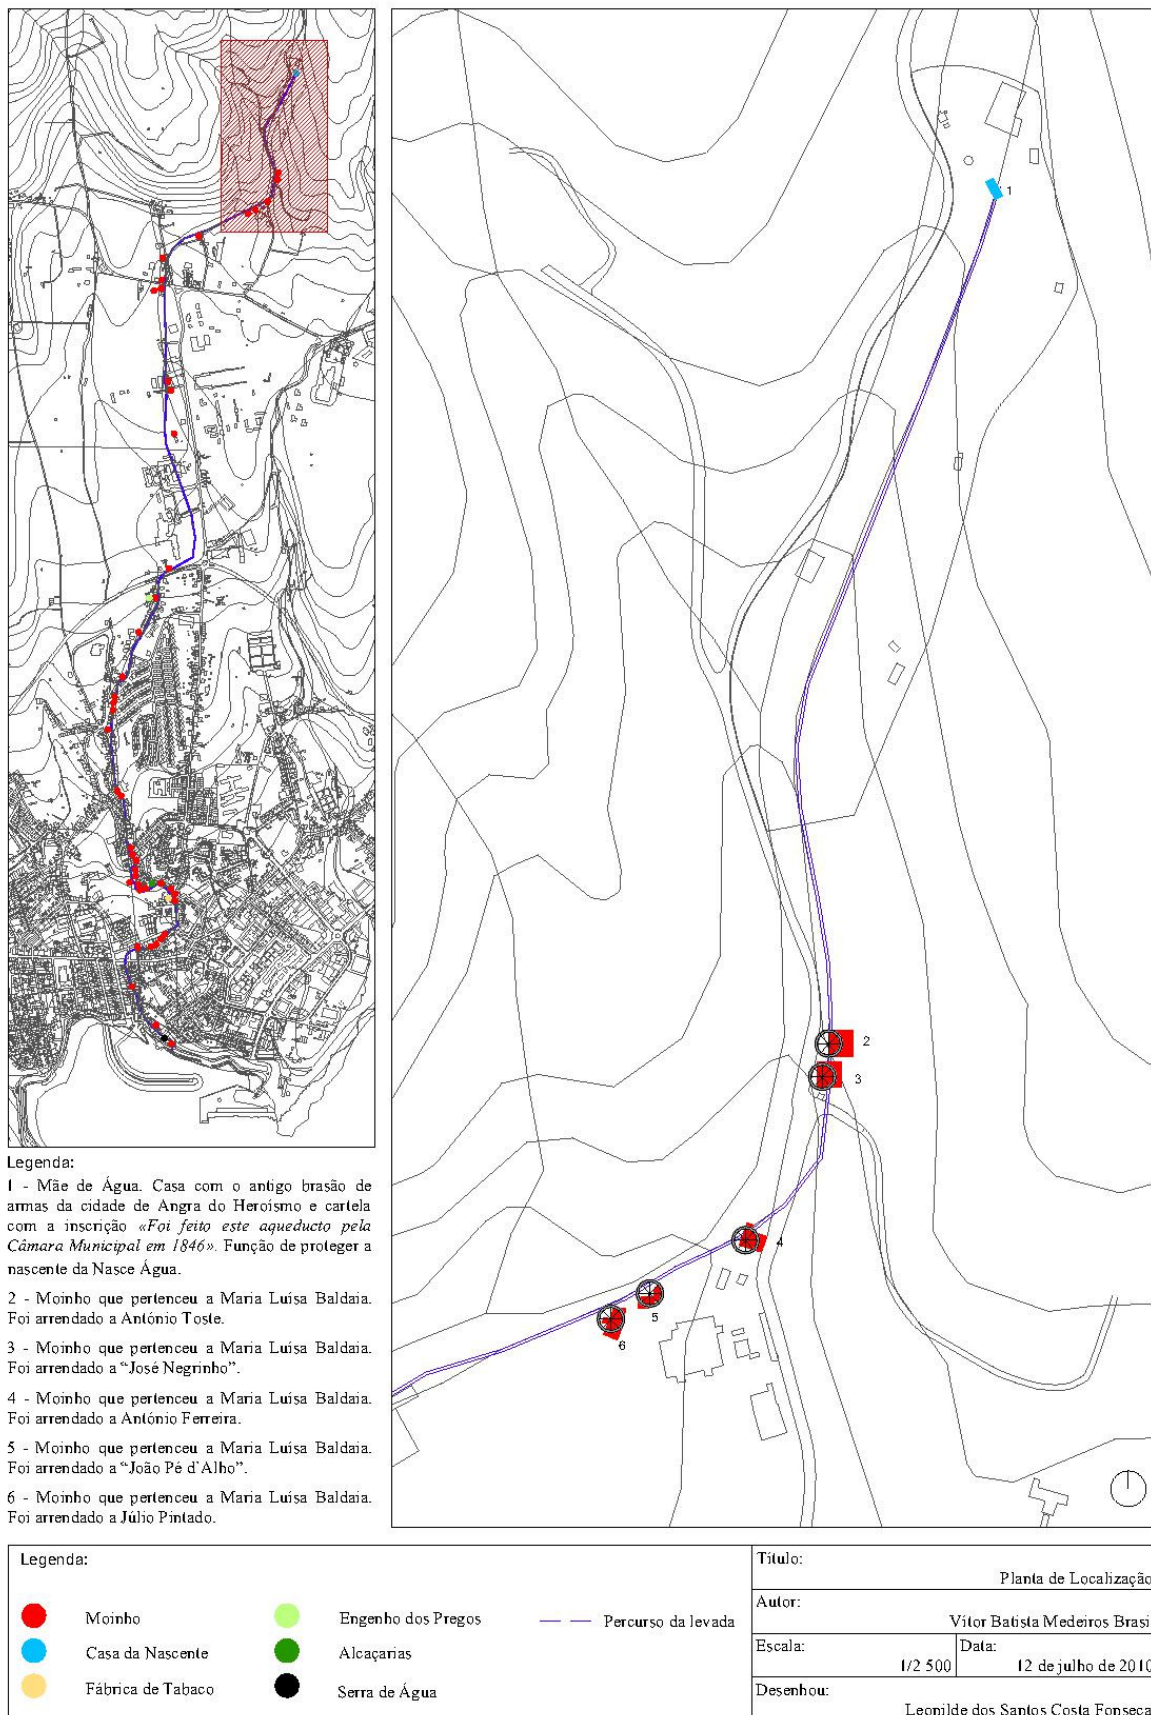 1
2
3
4
5
6
Legenda:
1 - Mãe de Água. Casa com o antigo brasão de
armas da cidade de Angra do Heroísmo e cartela
com a inscrição «Foi feito este aqueducto pela
Câmara Municipal em 1846». Função de proteger a
nascente da Nasce Água.
2 - Moinho que pertenceu a Maria Luísa Baldaia.
Foi arrendado a António Toste.
3 - Moinho que pertenceu a Maria Luísa Baldaia.
Foi arrendado a “José Negrinho”.
4 - Moinho que pertenceu a Maria Luísa Baldaia.
Foi arrendado a António Ferreira.
5 - Moinho que pertenceu a Maria Luísa Baldaia.
Foi arrendado a “João Pé d'Alho”.
6 - Moinho que pertenceu a Maria Luísa Baldaia.
Foi arrendado a Júlio Pintado.
Legenda:
Moinho
Casa da Nascente
Fábrica de Tabaco
Engenho dos Pregos
Alcaçarias
Serra de Água
Percurso da levada
Título:
Planta de Localização
Autor:
Vítor Batista Medeiros Brasi
Escala:
1/2 500
Data:
12 de julho de 2010
Desenhou:
Leonilde dos Santos Costa Fonseca